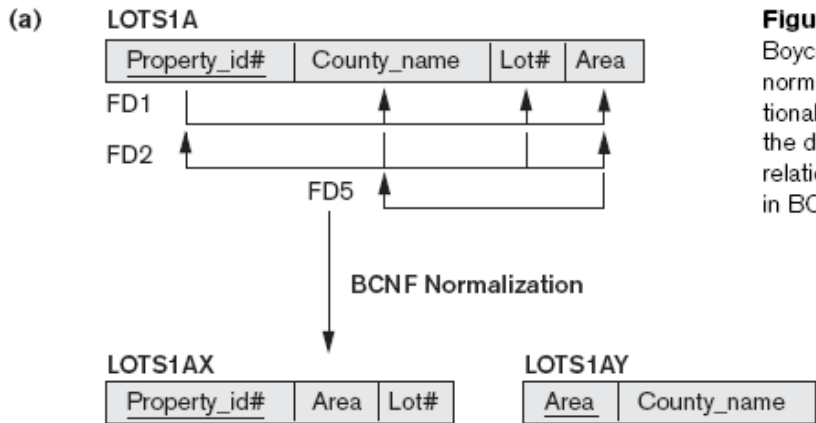 (a)
LOTS1A
Property_id# County_name Lot# Area
FD1
FD2
FD5
BCNF Normalization
LOTS1AX
Property_id# Area Lot#
LOTS1AY
Area County_name
Figu
Boyc
norm
tional
the d
relatio
in BC